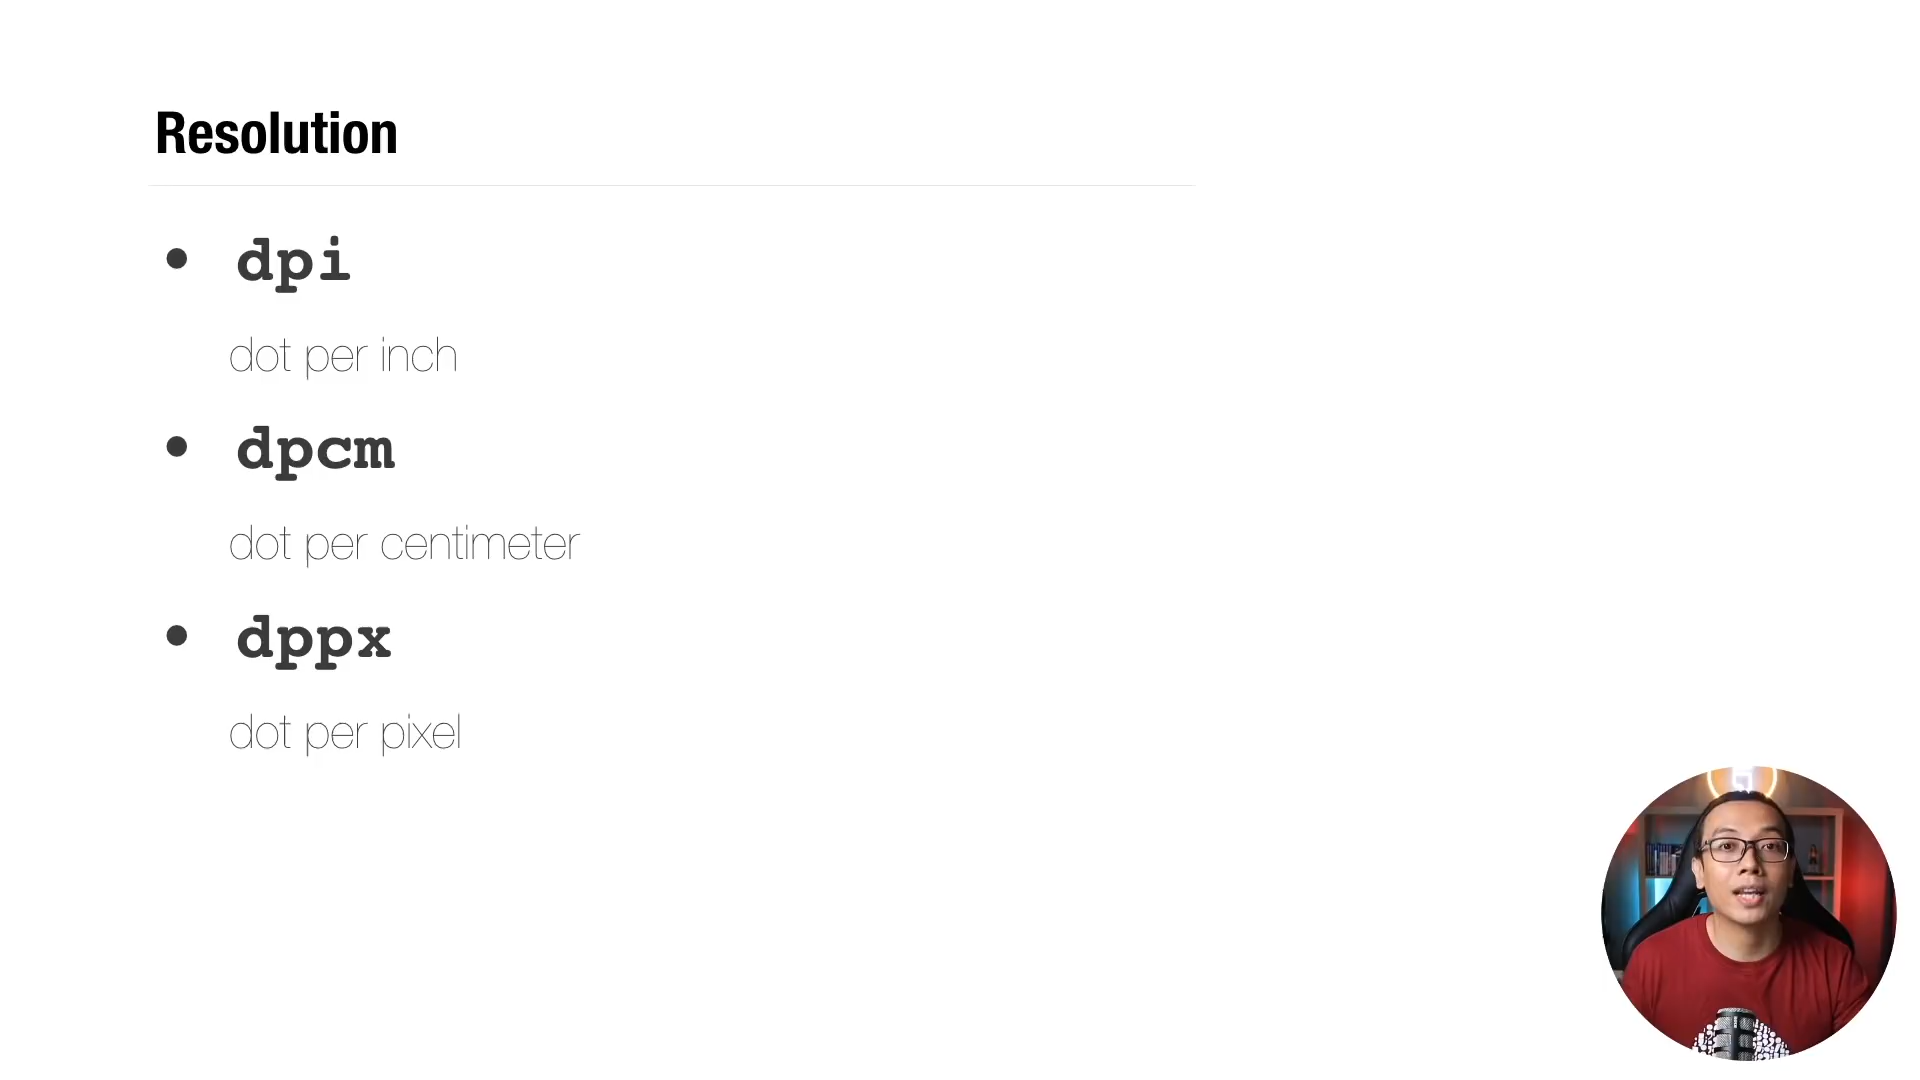 Resolution
• dpi
dot per inch
• dpcm
dot per centimeter
• dppx
dot per pixel